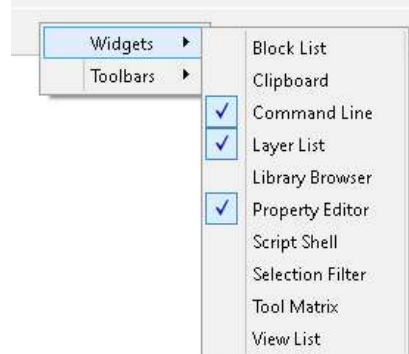 Widgets
Toolbars
Block List
Clipboard
Command Line
Layer List
Library Browser
Property Editor
Script Shell
Selection Filter
Tool Matrix
View List